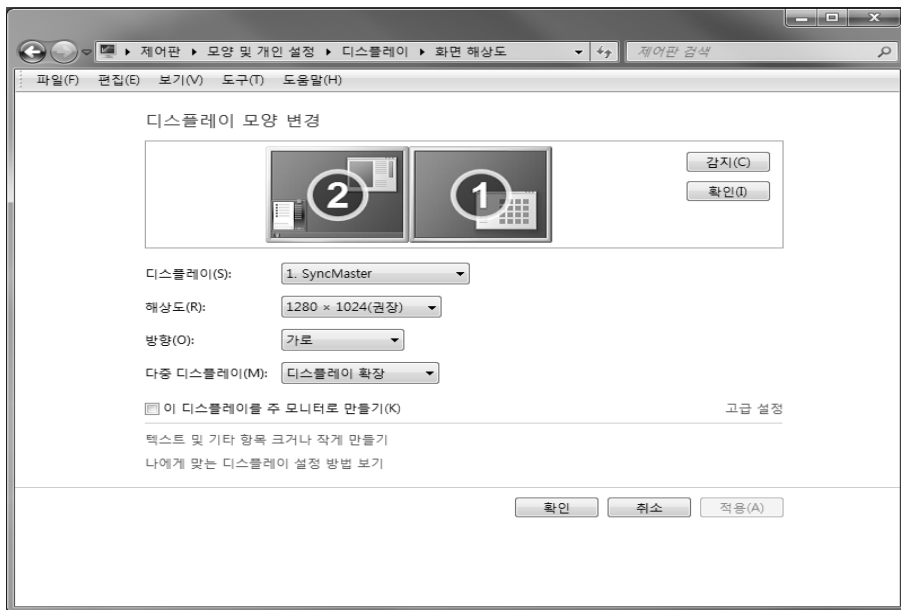 제어판 ▸ 모양 및 개인 설정 ▸ 디스플레이 ▸ 화면 해상도 제어판 검색
파일(F) 편집(E) 보기(V) 도구(T) 도움말(H)
디스플레이 모양 변경
2 1
감지(C)
확인(I)
디스플레이(S): 1. SyncMaster
해상도(R): 1280 × 1024(권장)
방향(O): 가로
다중 디스플레이(M): 디스플레이 확장
이 디스플레이를 주 모니터로 만들기(K) 고급 설정
텍스트 및 기타 항목 크거나 작게 만들기
나에게 맞는 디스플레이 설정 방법 보기
확인 취소 적용(A)